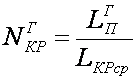 N^Г_КР = L^Г_П / L_КРср